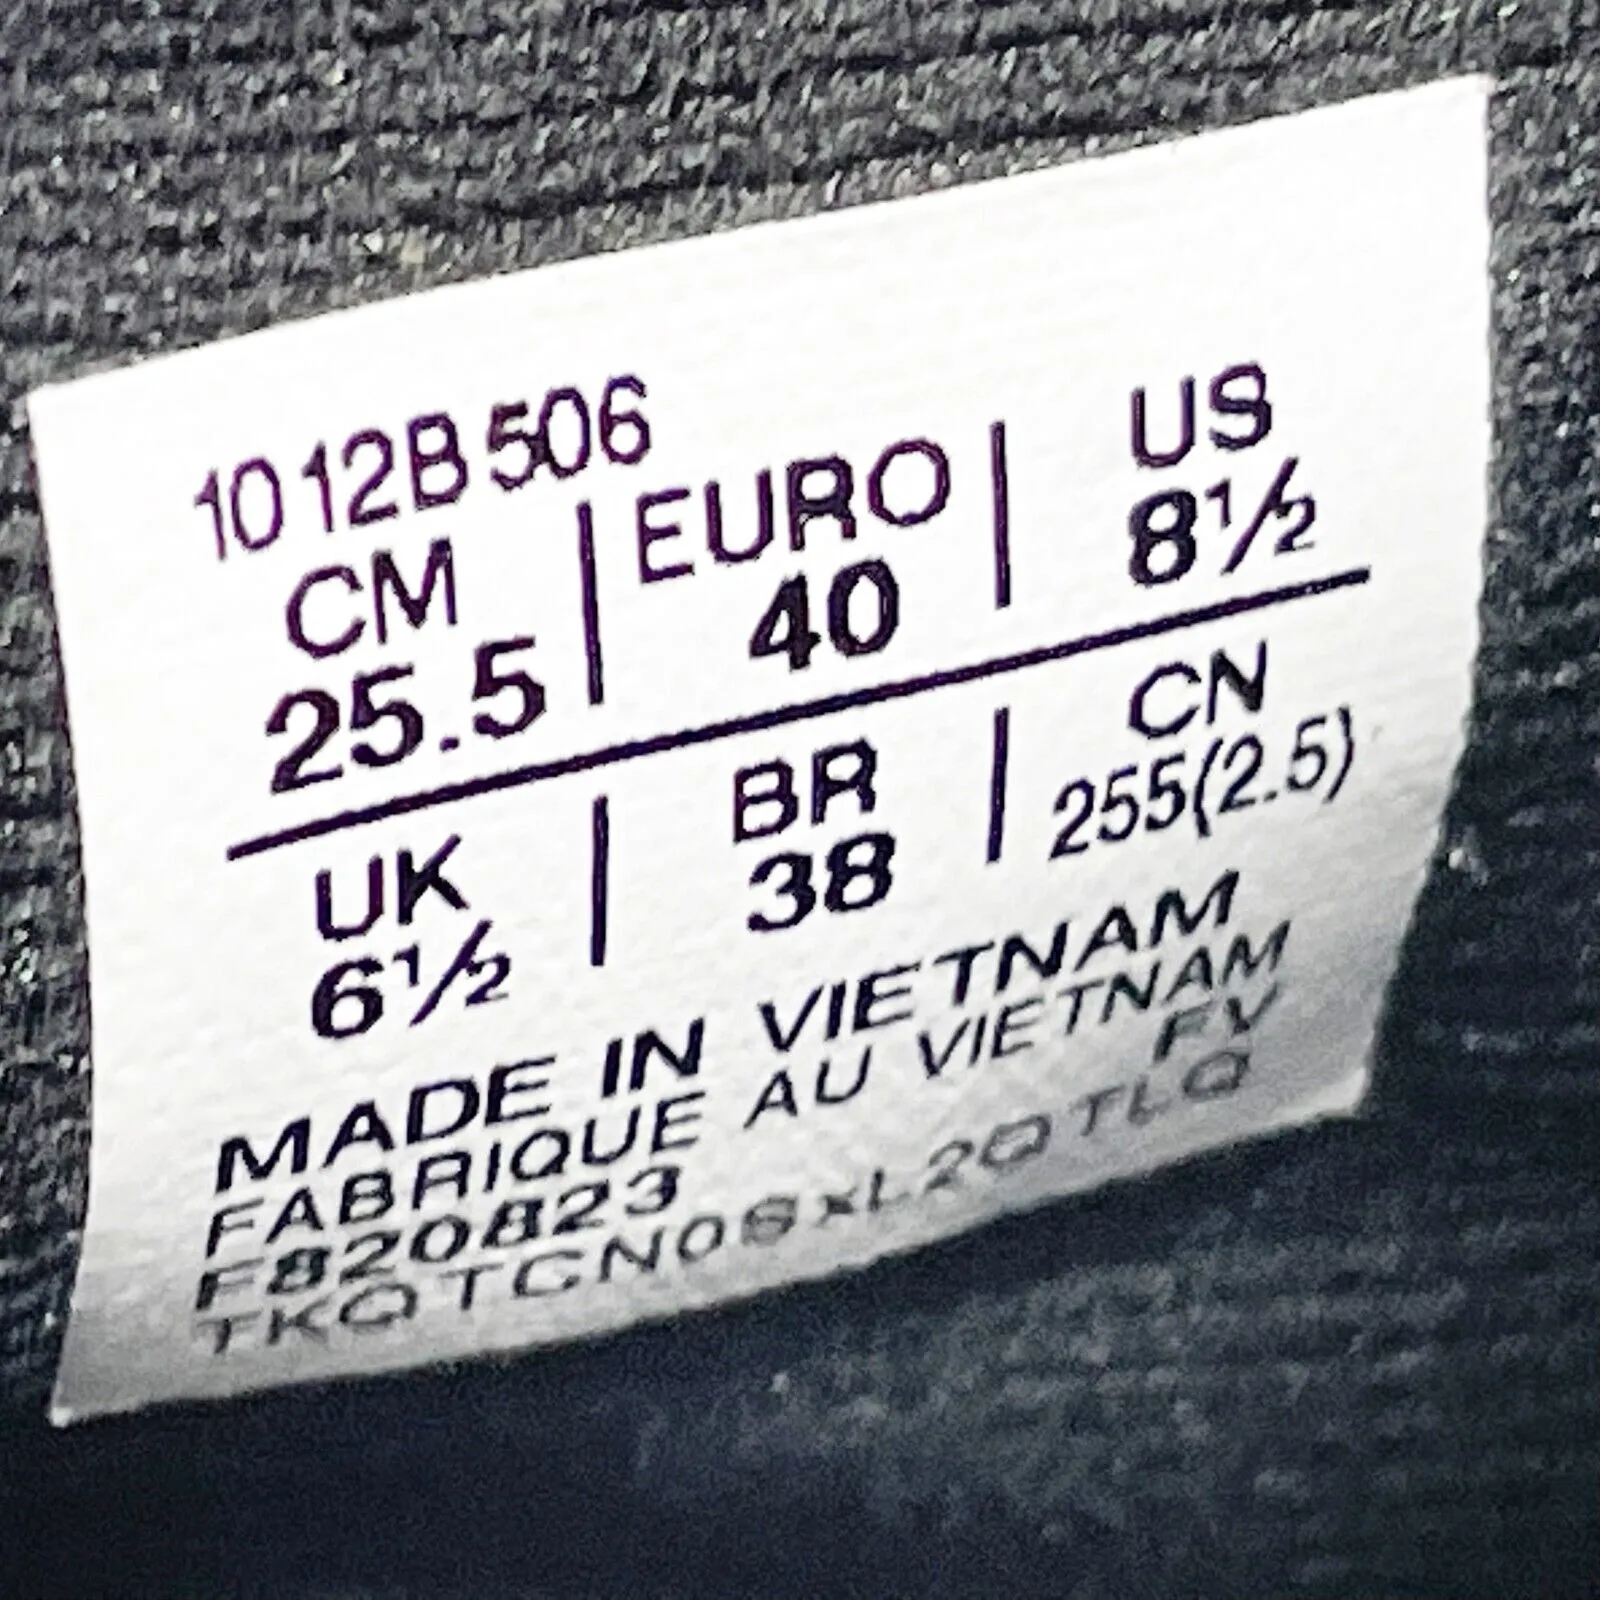 1012B506
CM | EURO | US
25.5 | 40 | 8½
UK | BR | CN
6½ | 38 | 255(2.5)
MADE IN VIETNAM
FABRIQUE AU VIETNAM
F820823 FV